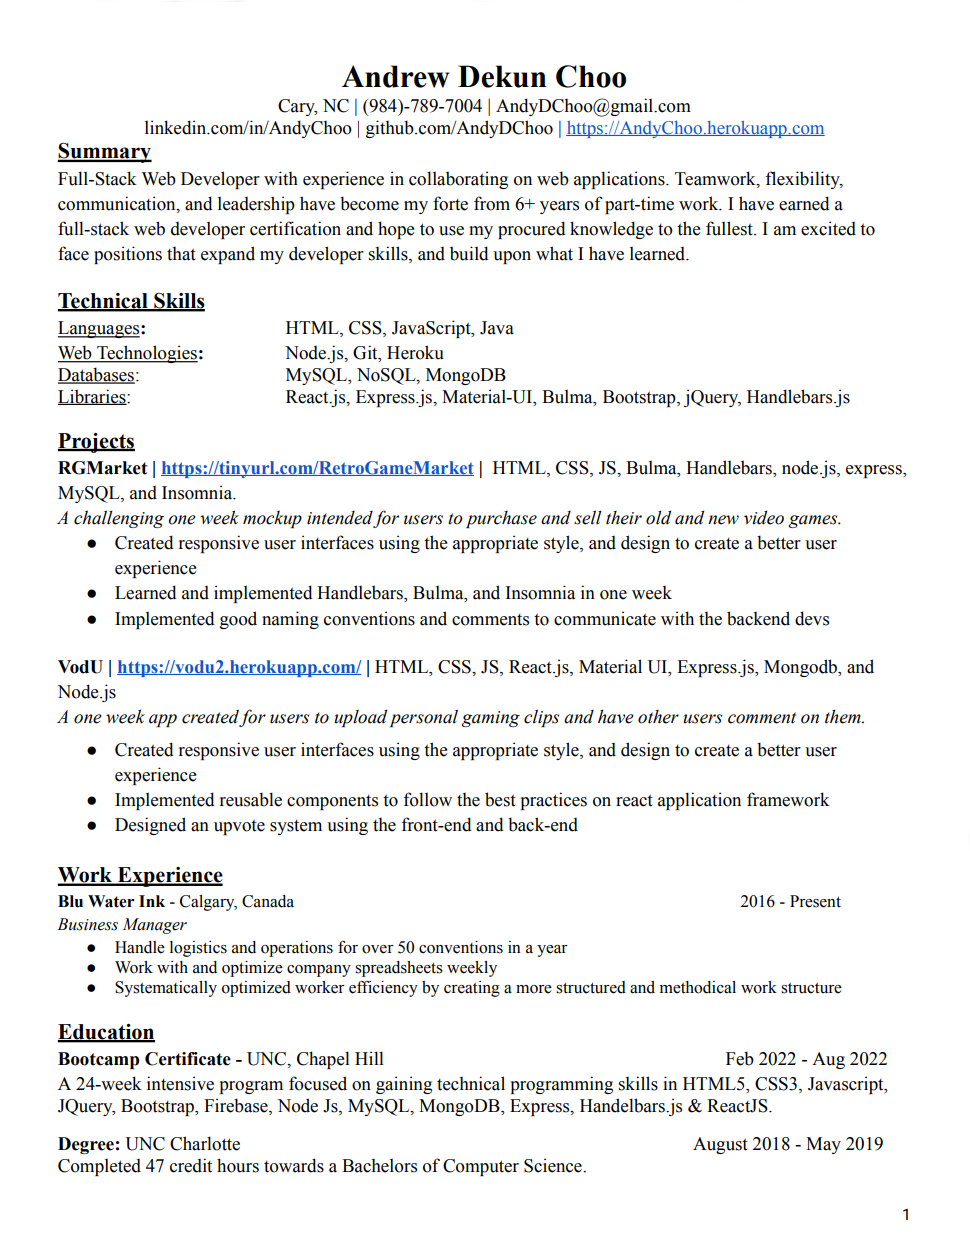 Andrew Dekun Choo
Cary, NC | (984)-789-7004 | AndyDChoo@gmail.com
linkedin.com/in/AndyChoo | github.com/AndyDChoo | https://AndyChoo.herokuapp.com
Summary
Full-Stack Web Developer with experience in collaborating on web applications. Teamwork, flexibility,
communication, and leadership have become my forte from 6+ years of part-time work. I have earned a
full-stack web developer certification and hope to use my procured knowledge to the fullest. I am excited to
face positions that expand my developer skills, and build upon what I have learned.
Technical Skills
Languages: HTML, CSS, JavaScript, Java
Web Technologies: Node.js, Git, Heroku
Databases: MySQL, NoSQL, MongoDB
Libraries: React.js, Express.js, Material-UI, Bulma, Bootstrap, jQuery, Handlebars.js
Projects
RGMarket | https://tinyurl.com/RetroGameMarket | HTML, CSS, JS, Bulma, Handlebars, node.js, express,
MySQL, and Insomnia.
A challenging one week mockup intended for users to purchase and sell their old and new video games.
● Created responsive user interfaces using the appropriate style, and design to create a better user
experience
● Learned and implemented Handlebars, Bulma, and Insomnia in one week
● Implemented good naming conventions and comments to communicate with the backend devs
VodU | https://vodu2.herokuapp.com/ | HTML, CSS, JS, React.js, Material UI, Express.js, Mongodb, and
Node.js
A one week app created for users to upload personal gaming clips and have other users comment on them.
● Created responsive user interfaces using the appropriate style, and design to create a better user
experience
● Implemented reusable components to follow the best practices on react application framework
● Designed an upvote system using the front-end and back-end
Work Experience
Blu Water Ink - Calgary, Canada 2016 - Present
Business Manager
● Handle logistics and operations for over 50 conventions in a year
● Work with and optimize company spreadsheets weekly
● Systematically optimized worker efficiency by creating a more structured and methodical work structure
Education
Bootcamp Certificate - UNC, Chapel Hill Feb 2022 - Aug 2022
A 24-week intensive program focused on gaining technical programming skills in HTML5, CSS3, Javascript,
JQuery, Bootstrap, Firebase, Node Js, MySQL, MongoDB, Express, Handelbars.js & ReactJS.
Degree: UNC Charlotte August 2018 - May 2019
Completed 47 credit hours towards a Bachelors of Computer Science.
1